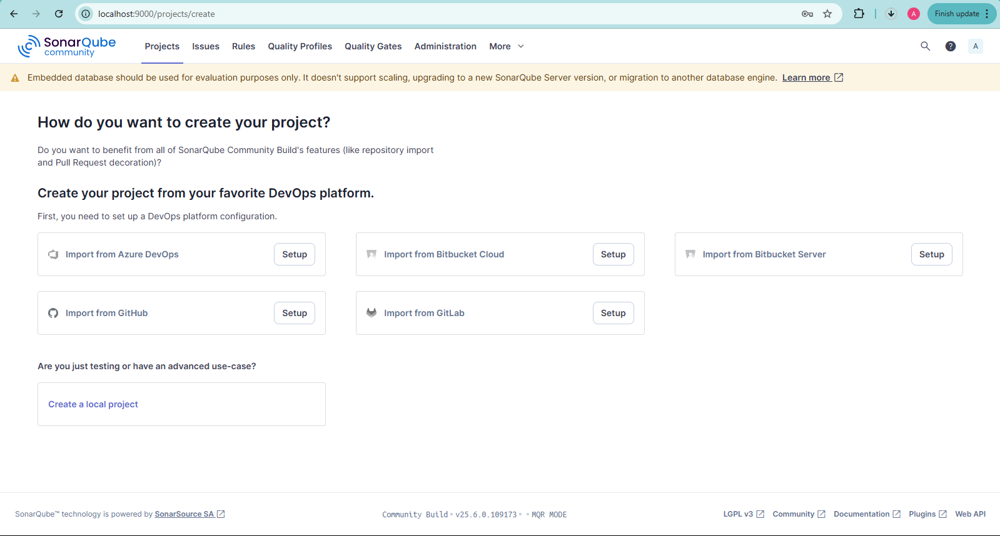 localhost:9000/projects/create
A
Finish update
SonarQube
community
Projects
Issues
Rules
Quality Profiles
Quality Gates
Administration
More
?
A
Embedded database should be used for evaluation purposes only. It doesn't support scaling, upgrading to a new SonarQube Server version, or migration to another database engine. Learn more
How do you want to create your project?
Do you want to benefit from all of SonarQube Community Build's features (like repository import
and Pull Request decoration)?
Create your project from your favorite DevOps platform.
First, you need to set up a DevOps platform configuration.
Import from Azure DevOps
Setup
Import from Bitbucket Cloud
Setup
Import from Bitbucket Server
Setup
Import from GitHub
Setup
Import from GitLab
Setup
Are you just testing or have an advanced use-case?
Create a local project
SonarQube™ technology is powered by SonarSource SA
Community Build • v25.6.0.109173 • • MQR MODE
LGPL v3
Community
Documentation
Plugins
Web API